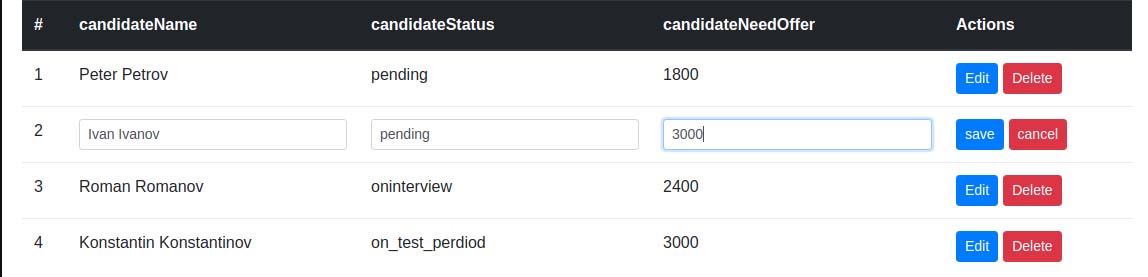 # candidateName candidateStatus candidateNeedOffer Actions
1 Peter Petrov pending 1800 Edit Delete
2 Ivan Ivanov pending 3000 save cancel
3 Roman Romanov oninterview 2400 Edit Delete
4 Konstantin Konstantinov on_test_perdiod 3000 Edit Delete